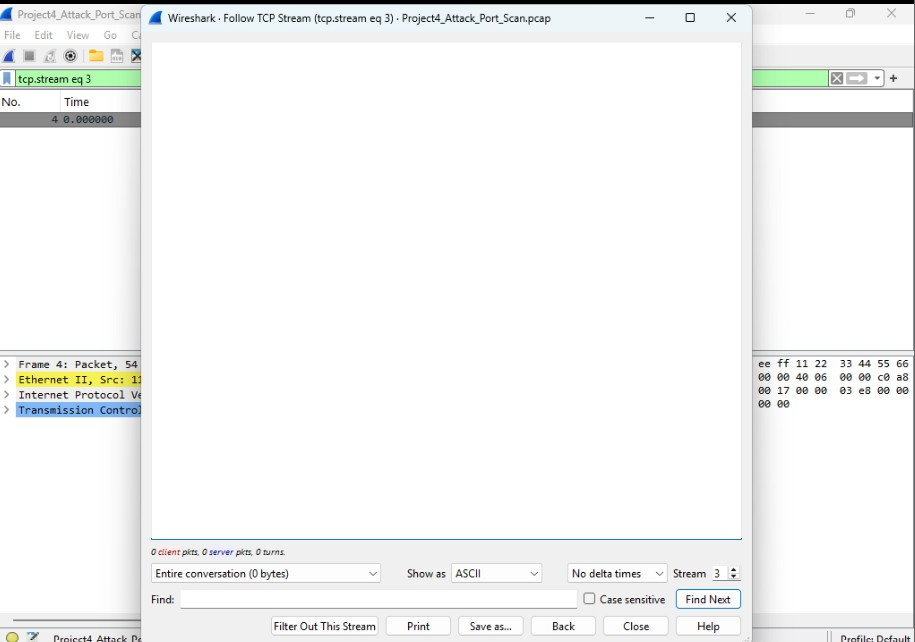 Project4_Attack_Port_Scan
Wireshark · Follow TCP Stream (tcp.stream eq 3) · Project4_Attack_Port_Scan.pcap
File Edit View Go
tcp.stream eq 3
+
No. Time
4 0.000000
Frame 4: Packet, 54
Ethernet II, Src: 11
Internet Protocol Ve
Transmission Control
ee ff 11 22 33 44 55 66
00 00 40 06 00 00 c0 a8
00 17 00 00 03 e8 00 00
00 00
0 client pkts, 0 server pkts, 0 turns.
Entire conversation (0 bytes) Show as ASCII No delta times Stream 3
Find: Case sensitive Find Next
Filter Out This Stream Print Save as... Back Close Help
Project4_Attack_Po Profile: Default